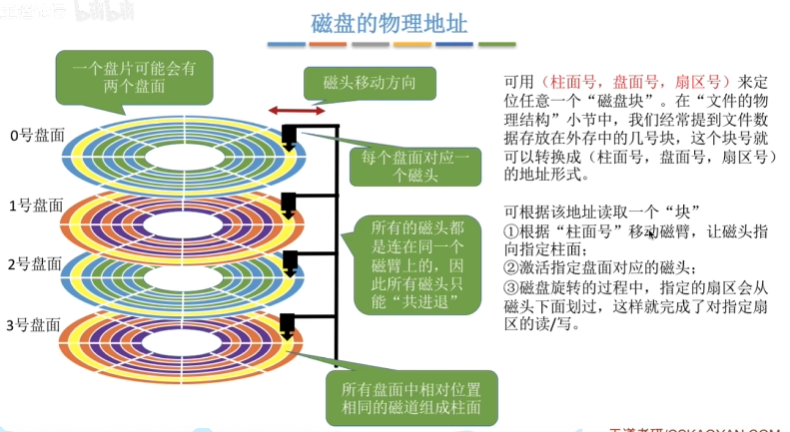 磁盘的物理地址
一个盘片可能会有
两个盘面
磁头移动方向
0号盘面
每个盘面对应一
个磁头
1号盘面
所有的磁头都
是连在同一个
磁臂上的，因
此所有磁头只
能“共进退”
2号盘面
3号盘面
所有盘面中相对位置
相同的磁道组成柱面
可用（柱面号，盘面号，扇区号）来定
位任意一个“磁盘块”。在“文件的物
理结构”小节中，我们经常提到文件数
据存放在外存中的几号块，这个块号就
可以转换成（柱面号，盘面号，扇区号）
的地址形式。
可根据该地址读取一个“块”
①根据“柱面号”移动磁臂，让磁头指
向指定柱面；
②激活指定盘面对应的磁头；
③磁盘旋转的过程中，指定的扇区会从
磁头下面划过，这样就完成了对指定扇
区的读/写。